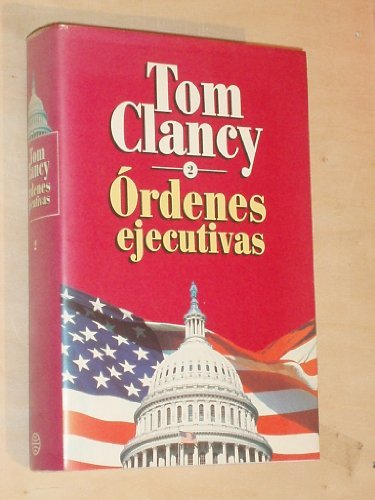 Tom
Clancy
2
Órdenes
ejecutivas
Tom
Clancy
Órdenes
ejecutivas
2